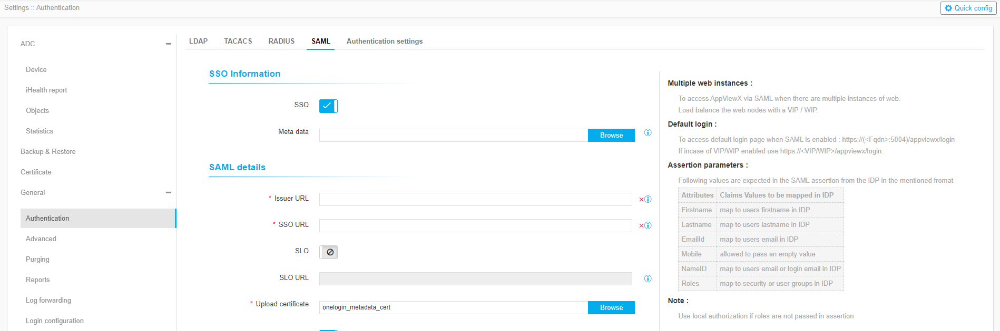 Settings :: Authentication
Quick config
ADC
Device
iHealth report
Objects
Statistics
Backup & Restore
Certificate
General
Authentication
Advanced
Purging
Reports
Log forwarding
Login configuration
LDAP TACACS RADIUS SAML Authentication settings
SSO Information
SSO
Meta data Browse
SAML details
* Issuer URL
* SSO URL
SLO
SLO URL
* Upload certificate onelogin_metadata_cert Browse
Multiple web instances :
To access AppViewX via SAML when there are multiple instances of web.
Load balance the web nodes with a VIP / WIP.
Default login :
To access default login page when SAML is enabled : https://(<Fqdn>:5004)/appviewx/login
If incase of VIP/WIP enabled use https://<VIP/WIP>/appviewx/login.
Assertion parameters :
Following values are expected in the SAML assertion from the IDP in the mentioned fromat
Attributes Claims Values to be mapped in IDP
Firstname map to users firstname in IDP
Lastname map to users lastname in IDP
EmailId map to users email in IDP
Mobile allowed to pass an empty value
NameID map to users email or login email in IDP
Roles map to security or user groups in IDP
Note :
Use local authorization if roles are not passed in assertion